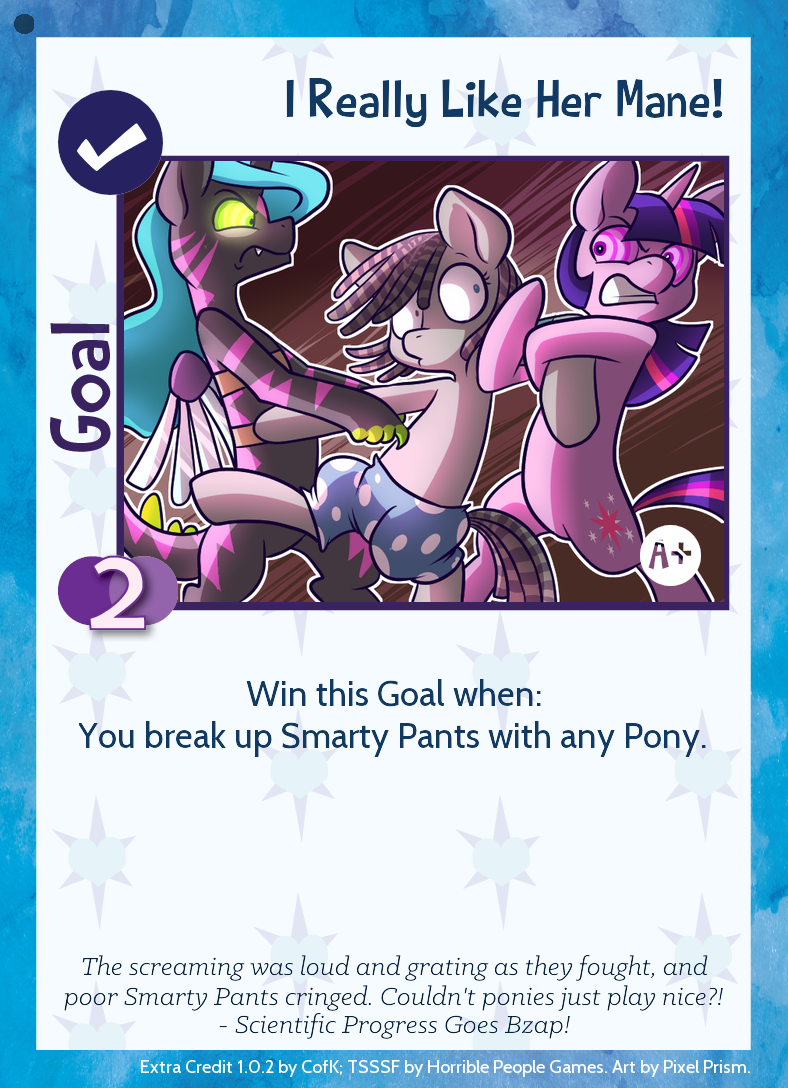 I Really Like Her Mane!
Goal
A+
2
Win this Goal when:
You break up Smarty Pants with any Pony.
The screaming was loud and grating as they fought, and
poor Smarty Pants cringed. Couldn't ponies just play nice?!
- Scientific Progress Goes Bzap!
Extra Credit 1.0.2 by CofK; TSSSF by Horrible People Games. Art by Pixel Prism.